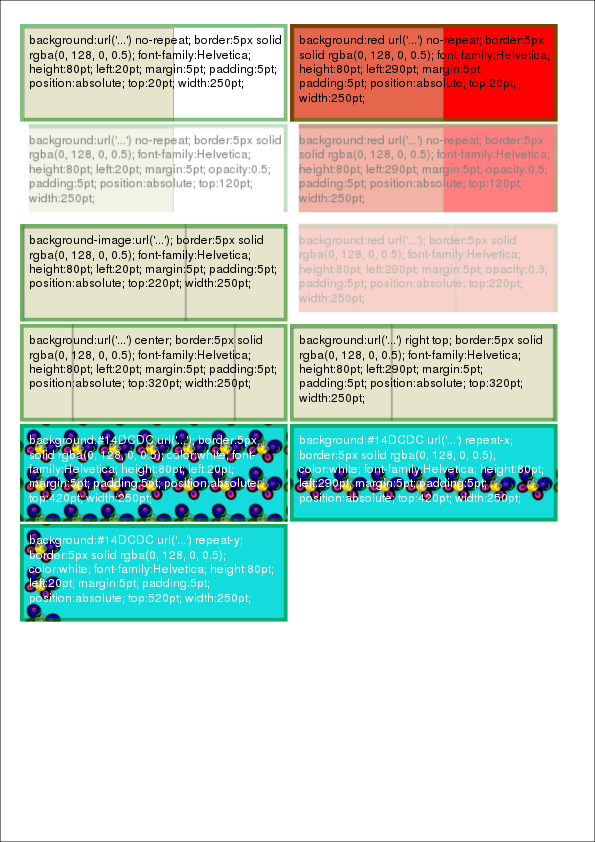 background:url('...') no-repeat; border:5px solid
rgba(0, 128, 0, 0.5); font-family:Helvetica;
height:80pt; left:20pt; margin:5pt; padding:5pt;
position:absolute; top:20pt; width:250pt;
background:red url('...') no-repeat; border:5px
solid rgba(0, 128, 0, 0.5); font-family:Helvetica;
height:80pt; left:290pt; margin:5pt;
padding:5pt; position:absolute; top:20pt;
width:250pt;
background:url('...') no-repeat; border:5px solid
rgba(0, 128, 0, 0.5); font-family:Helvetica;
height:80pt; left:20pt; margin:5pt; opacity:0.5;
padding:5pt; position:absolute; top:120pt;
width:250pt;
background:red url('...') no-repeat; border:5px
solid rgba(0, 128, 0, 0.5); font-family:Helvetica;
height:80pt; left:290pt; margin:5pt; opacity:0.5;
padding:5pt; position:absolute; top:120pt;
width:250pt;
background-image:url('...'); border:5px solid
rgba(0, 128, 0, 0.5); font-family:Helvetica;
height:80pt; left:20pt; margin:5pt; padding:5pt;
position:absolute; top:220pt; width:250pt;
background:red url('...'); border:5px solid
rgba(0, 128, 0, 0.5); font-family:Helvetica;
height:80pt; left:290pt; margin:5pt; opacity:0.3;
padding:5pt; position:absolute; top:220pt;
width:250pt;
background:url('...') center; border:5px solid
rgba(0, 128, 0, 0.5); font-family:Helvetica;
height:80pt; left:20pt; margin:5pt; padding:5pt;
position:absolute; top:320pt; width:250pt;
background:url('...') right top; border:5px solid
rgba(0, 128, 0, 0.5); font-family:Helvetica;
height:80pt; left:290pt; margin:5pt;
padding:5pt; position:absolute; top:320pt;
width:250pt;
background:#14DCDC url('...'); border:5px
solid rgba(0, 128, 0, 0.5); color:white; font-
family:Helvetica; height:80pt; left:20pt;
margin:5pt; padding:5pt; position:absolute;
top:420pt; width:250pt;
background:#14DCDC url('...') repeat-x;
border:5px solid rgba(0, 128, 0, 0.5);
color:white; font-family:Helvetica; height:80pt;
left:290pt; margin:5pt; padding:5pt;
position:absolute; top:420pt; width:250pt;
background:#14DCDC url('...') repeat-y;
border:5px solid rgba(0, 128, 0, 0.5);
color:white; font-family:Helvetica; height:80pt;
left:20pt; margin:5pt; padding:5pt;
position:absolute; top:520pt; width:250pt;